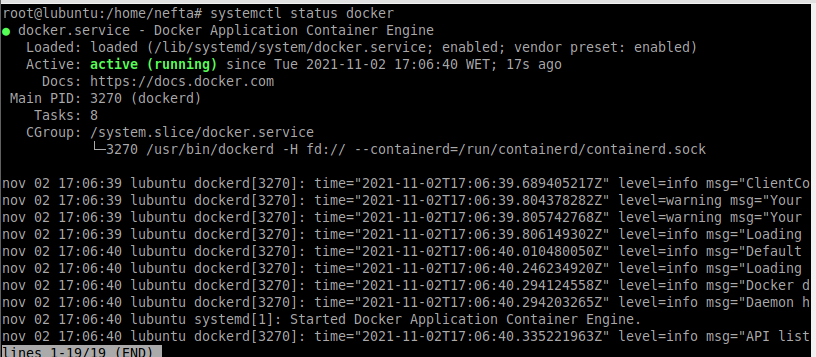 root@lubuntu:/home/nefta# systemctl status docker
● docker.service - Docker Application Container Engine
   Loaded: loaded (/lib/systemd/system/docker.service; enabled; vendor preset: enabled)
   Active: active (running) since Tue 2021-11-02 17:06:40 WET; 17s ago
     Docs: https://docs.docker.com
 Main PID: 3270 (dockerd)
    Tasks: 8
   CGroup: /system.slice/docker.service
           └─3270 /usr/bin/dockerd -H fd:// --containerd=/run/containerd/containerd.sock

nov 02 17:06:39 lubuntu dockerd[3270]: time="2021-11-02T17:06:39.689405217Z" level=info msg="ClientCo
nov 02 17:06:39 lubuntu dockerd[3270]: time="2021-11-02T17:06:39.804378282Z" level=warning msg="Your
nov 02 17:06:39 lubuntu dockerd[3270]: time="2021-11-02T17:06:39.805742768Z" level=warning msg="Your
nov 02 17:06:39 lubuntu dockerd[3270]: time="2021-11-02T17:06:39.806149302Z" level=info msg="Loading
nov 02 17:06:40 lubuntu dockerd[3270]: time="2021-11-02T17:06:40.010480050Z" level=info msg="Default
nov 02 17:06:40 lubuntu dockerd[3270]: time="2021-11-02T17:06:40.246234920Z" level=info msg="Loading
nov 02 17:06:40 lubuntu dockerd[3270]: time="2021-11-02T17:06:40.294124558Z" level=info msg="Docker d
nov 02 17:06:40 lubuntu dockerd[3270]: time="2021-11-02T17:06:40.294203265Z" level=info msg="Daemon h
nov 02 17:06:40 lubuntu systemd[1]: Started Docker Application Container Engine.
nov 02 17:06:40 lubuntu dockerd[3270]: time="2021-11-02T17:06:40.335221963Z" level=info msg="API list
lines 1-19/19 (END)